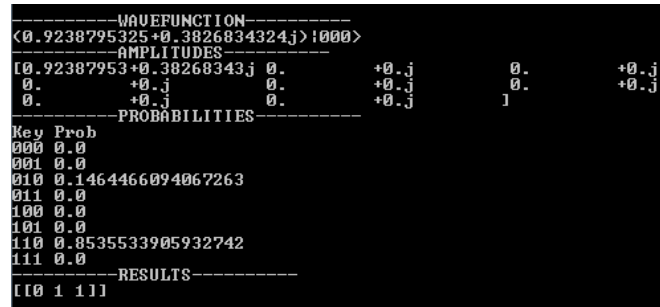 ----------WAVEFUNCTION----------
(0.9238795325+0.3826834324j)|000>
----------AMPLITUDES----------
[0.92387953+0.38268343j 0.        +0.j         0.        +0.j
 0.        +0.j         0.        +0.j         0.        +0.j
 0.        +0.j         0.        +0.j        ]
----------PROBABILITIES----------
Key Prob
000 0.0
001 0.0
010 0.1464466094067263
011 0.0
100 0.0
101 0.0
110 0.8535533905932742
111 0.0
----------RESULTS----------
[[0 1 1]]